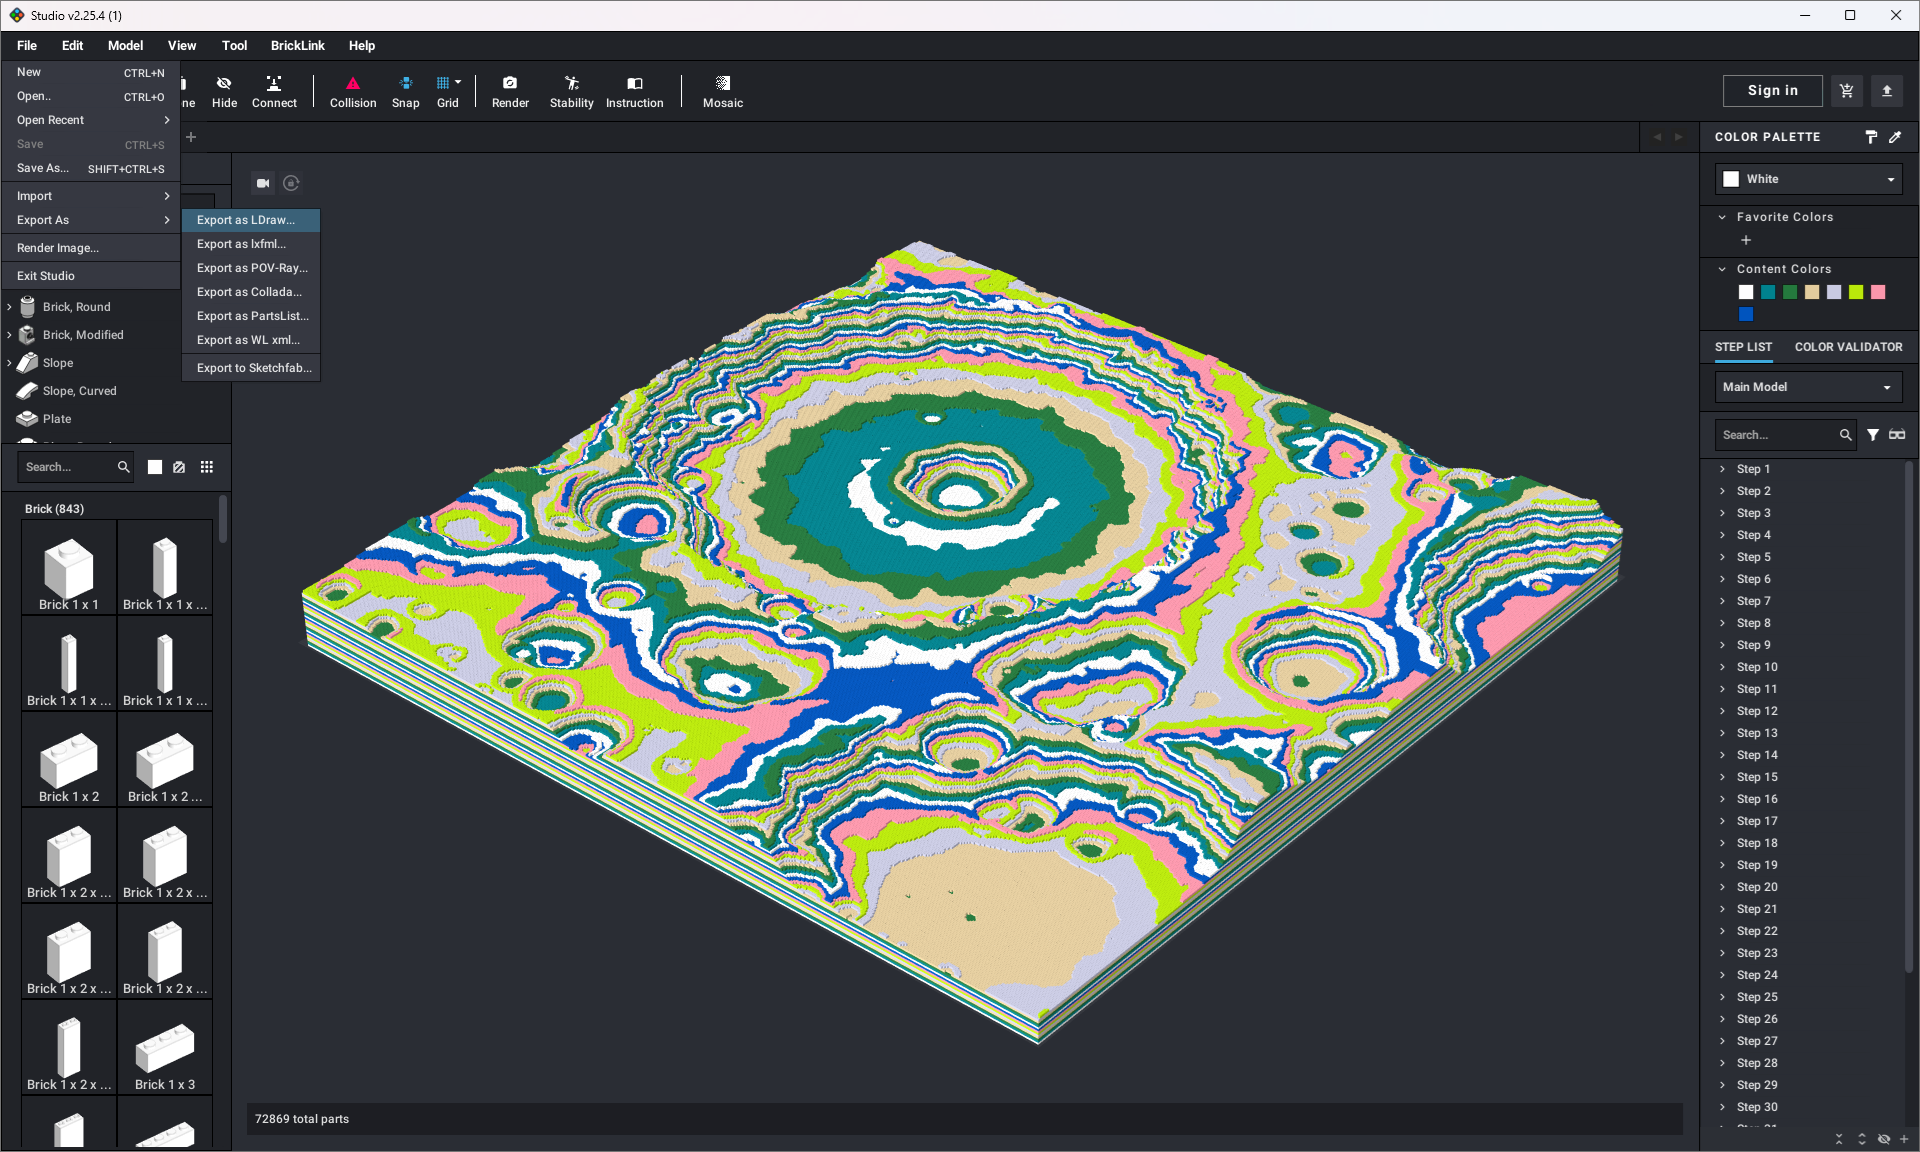 Studio v2.25.4 (1)
File Edit Model View Tool BrickLink Help
New CTRL+N
Open.. CTRL+O
Open Recent
Save CTRL+S
Save As... SHIFT+CTRL+S
Import
Export As
Render Image...
Exit Studio
Export as LDraw...
Export as lxfml...
Export as POV-Ray...
Export as Collada...
Export as PartsList...
Export as WL xml...
Export to Sketchfab...
ne Hide Connect Collision Snap Grid Render Stability Instruction Mosaic
Sign in
Brick, Round
Brick, Modified
Slope
Slope, Curved
Plate
Search...
Brick (843)
Brick 1 x 1 Brick 1 x 1 x ...
Brick 1 x 1 x ... Brick 1 x 1 x ...
Brick 1 x 2 Brick 1 x 2 ...
Brick 1 x 2 x ... Brick 1 x 2 x ...
Brick 1 x 2 x ... Brick 1 x 2 x ...
Brick 1 x 2 x ... Brick 1 x 3
72869 total parts
COLOR PALETTE
White
Favorite Colors
Content Colors
STEP LIST COLOR VALIDATOR
Main Model
Search...
Step 1
Step 2
Step 3
Step 4
Step 5
Step 6
Step 7
Step 8
Step 9
Step 10
Step 11
Step 12
Step 13
Step 14
Step 15
Step 16
Step 17
Step 18
Step 19
Step 20
Step 21
Step 22
Step 23
Step 24
Step 25
Step 26
Step 27
Step 28
Step 29
Step 30